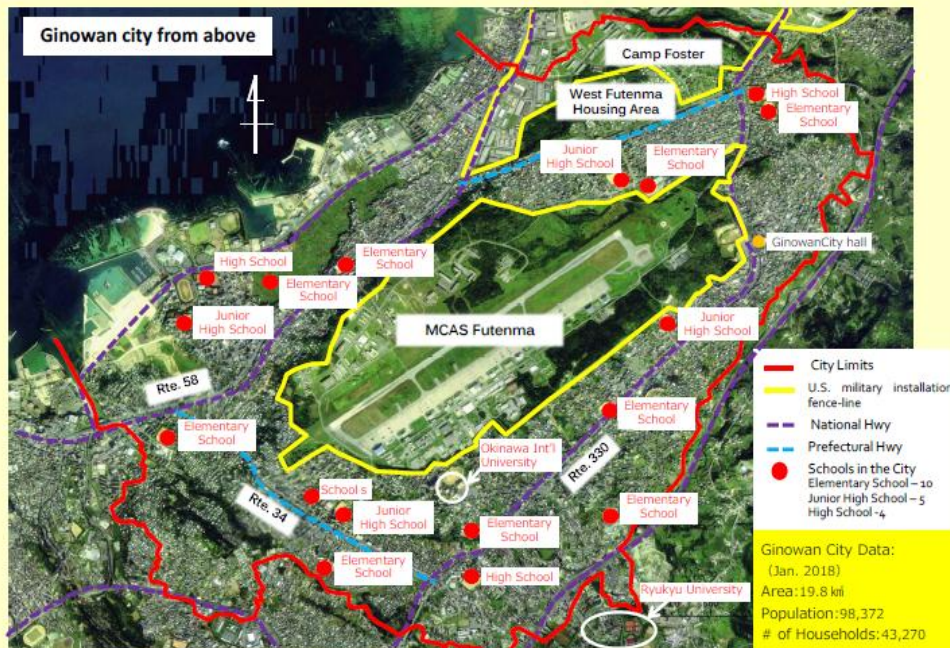 Ginowan city from above
Camp Foster
West Futenma
Housing Area
High School
Elementary
School
Junior
High School
Elementary
School
GinowanCity hall
Elementary
School
High School
Elementary
School
Junior
High School
MCAS Futenma
Junior
High School
Rte. 58
Elementary
School
Elementary
School
Okinawa Int'l
University
Rte. 330
School s
Rte. 34
Junior
High School
Elementary
School
Elementary
School
Elementary
School
High School
Ryukyu University
City Limits
U.S. military installation
fence-line
National Hwy
Prefectural Hwy
Schools in the City
Elementary School – 10
Junior High School – 5
High School -4
Ginowan City Data:
(Jan. 2018)
Area:19.8㎢
Population:98,372
# of Households:43,270